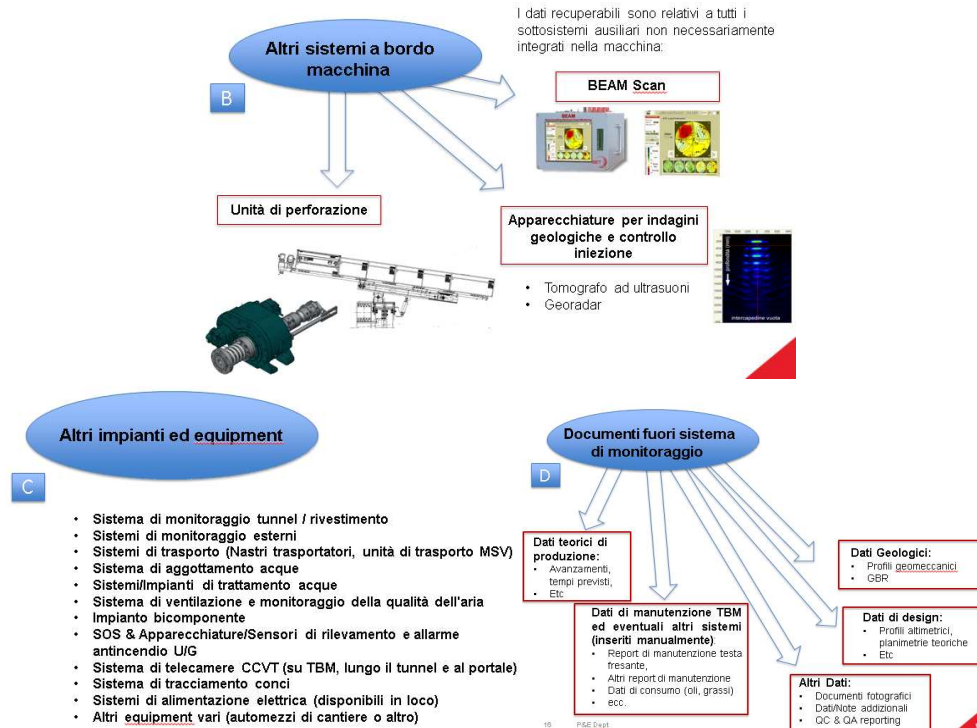 I dati recuperabili sono relativi a tutti i
sottosistemi ausiliari non necessariamente
integrati nella macchina:
Altri sistemi a bordo
macchina
B
BEAM Scan
BEAM
Unità di perforazione
Apparecchiature per indagini
geologiche e controllo
iniezione
• Tomografo ad ultrasuoni
• Georadar
intercapedine vuota
Altri impianti ed equipment
C
• Sistema di monitoraggio tunnel / rivestimento
• Sistemi di monitoraggio esterni
• Sistemi di trasporto (Nastri trasportatori, unità di trasporto MSV)
• Sistema di aggottamento acque
• Sistemi/Impianti di trattamento acque
• Sistema di ventilazione e monitoraggio della qualità dell'aria
• Impianto bicomponente
• SOS & Apparecchiature/Sensori di rilevamento e allarme
antincendio U/G
• Sistema di telecamere CCVT (su TBM, lungo il tunnel e al portale)
• Sistema di tracciamento conci
• Sistemi di alimentazione elettrica (disponibili in loco)
• Altri equipment vari (automezzi di cantiere o altro)
Documenti fuori sistema
di monitoraggio
D
Dati teorici di
produzione:
• Avanzamenti,
tempi previsti,
• Etc
Dati di manutenzione TBM
ed eventuali altri sistemi
(inseriti manualmente):
• Report di manutenzione testa
fresante,
• Altri report di manutenzione
• Dati di consumo (oli, grassi)
• ecc.
Dati Geologici:
• Profili geomeccanici
• GBR
Dati di design:
• Profili altimetrici,
planimetrie teoriche
• Etc
Altri Dati:
• Documenti fotografici
• Dati/Note addizionali
• QC & QA reporting
16 P&E Dept.